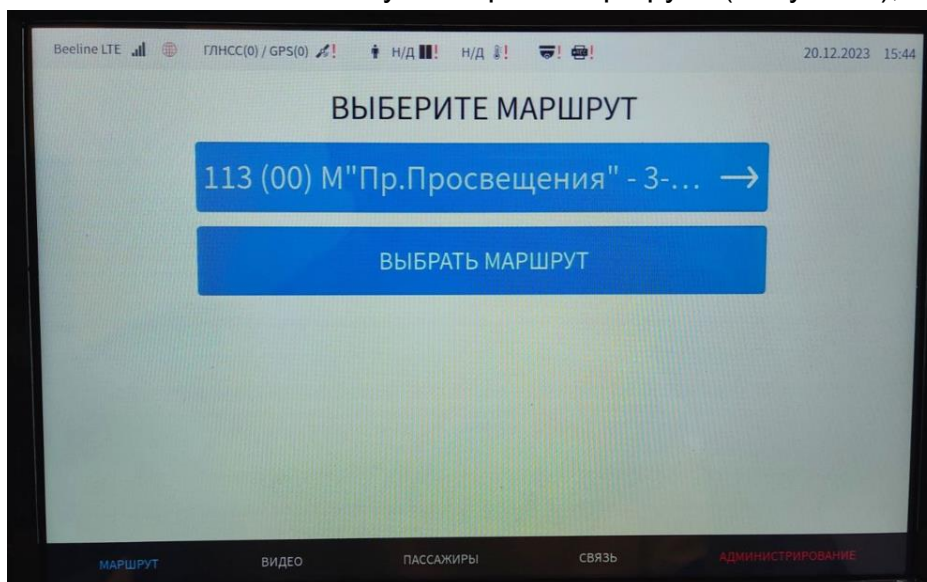 Beeline LTE ГЛНСС(0) / GPS(0) ! Н/Д ! Н/Д ! ! ! 20.12.2023 15:44
ВЫБЕРИТЕ МАРШРУТ
113 (00) М"Пр.Просвещения" - 3-... →
ВЫБРАТЬ МАРШРУТ
МАРШРУТ ВИДЕО ПАССАЖИРЫ СВЯЗЬ АДМИНИСТРИРОВАНИЕ